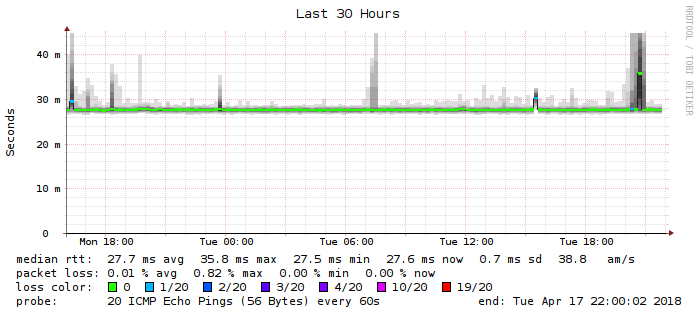 Last 30 Hours
RRDTOOL / TOBI OETIKER
Seconds
40 m
30 m
20 m
10 m
0
Mon 18:00 Tue 00:00 Tue 06:00 Tue 12:00 Tue 18:00
median rtt: 27.7 ms avg 35.8 ms max 27.5 ms min 27.6 ms now 0.7 ms sd 38.8 am/s
packet loss: 0.01 % avg 0.82 % max 0.00 % min 0.00 % now
loss color: 0 1/20 2/20 3/20 4/20 10/20 19/20
probe: 20 ICMP Echo Pings (56 Bytes) every 60s end: Tue Apr 17 22:00:02 2018